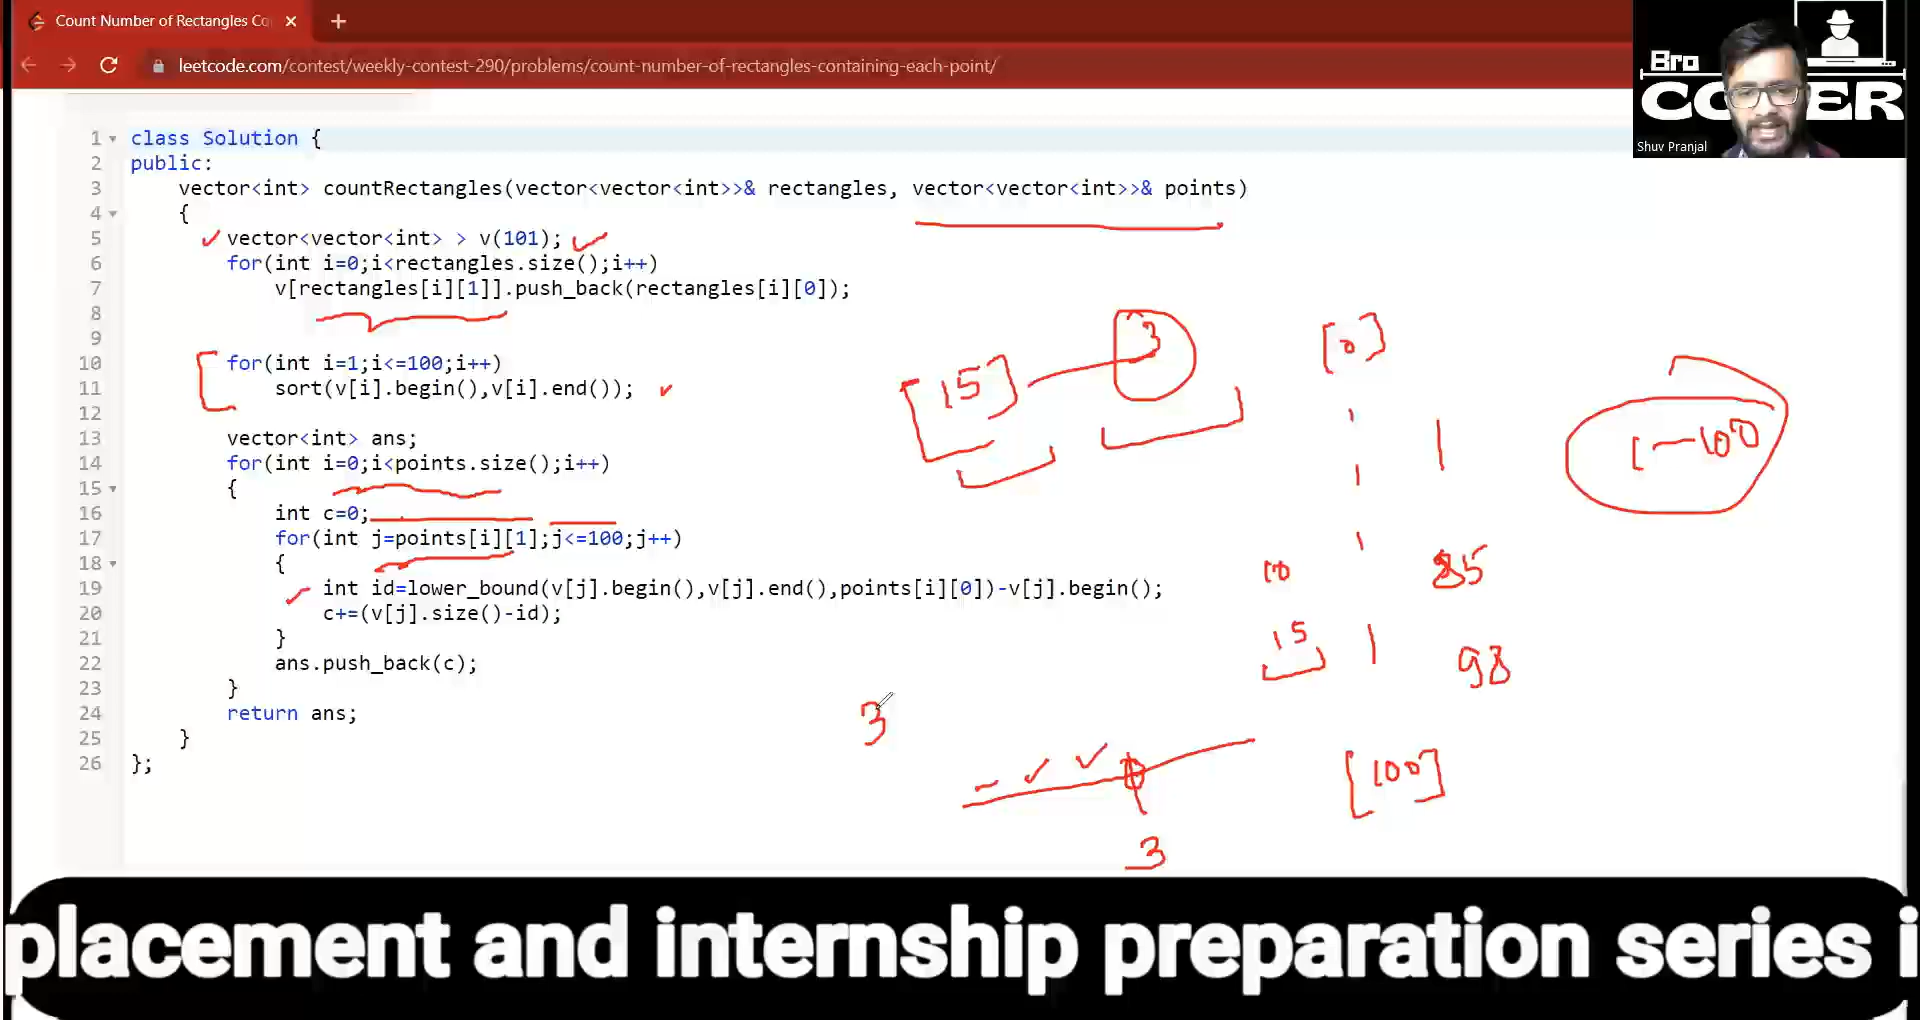 Count Number of Rectangles Co
leetcode.com/contest/weekly-contest-290/problems/count-number-of-rectangles-containing-each-point/
Bro
CODER
Shuv Pranjal
1 class Solution {
2 public:
3 vector<int> countRectangles(vector<vector<int>>& rectangles, vector<vector<int>>& points)
4 {
5 vector<vector<int> > v(101);
6 for(int i=0;i<rectangles.size();i++)
7 v[rectangles[i][1]].push_back(rectangles[i][0]);
8
9
10 for(int i=1;i<=100;i++)
11 sort(v[i].begin(),v[i].end());
12
13 vector<int> ans;
14 for(int i=0;i<points.size();i++)
15 {
16 int c=0;
17 for(int j=points[i][1];j<=100;j++)
18 {
19 int id=lower_bound(v[j].begin(),v[j].end(),points[i][0])-v[j].begin();
20 c+=(v[j].size()-id);
21 }
22 ans.push_back(c);
23 }
24 return ans;
25 }
26 };
[15] 3
[0]
1-100
10 85
15 98
3
[100]
3
placement and internship preparation series i